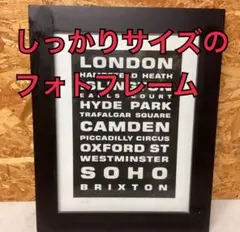 しっかりサイズの
フォトフレーム
LONDON
HAMPSTEAD HEATH
ISLINGTON
EARLS COURT
HYDE PARK
TRAFALGAR SQUARE
CAMDEN
PICCADILLY CIRCUS
OXFORD ST
WESTMINSTER
SOHO
BRIXTON